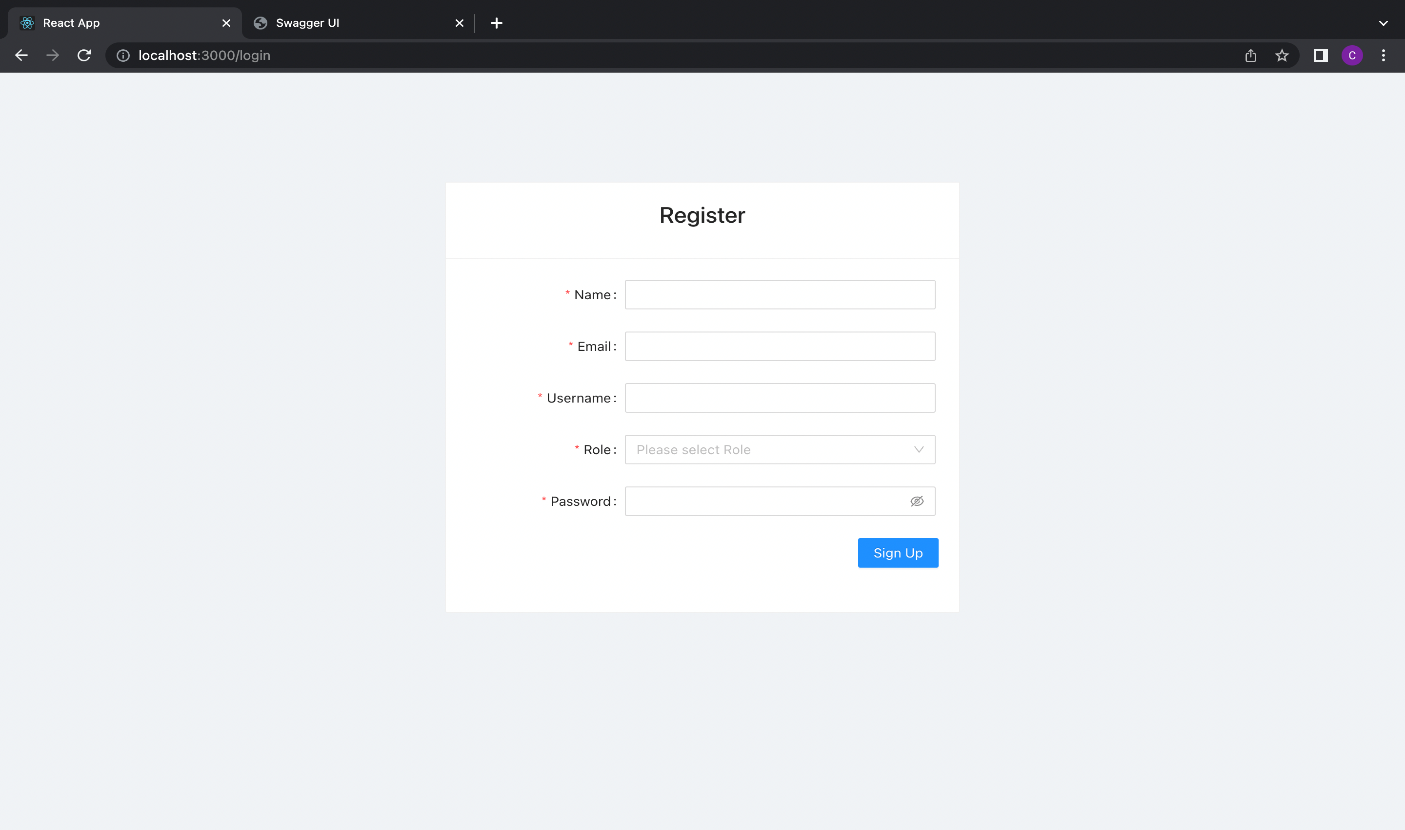 React App
Swagger UI
localhost:3000/login
C
Register
* Name:
* Email:
* Username:
* Role: Please select Role
* Password:
Sign Up